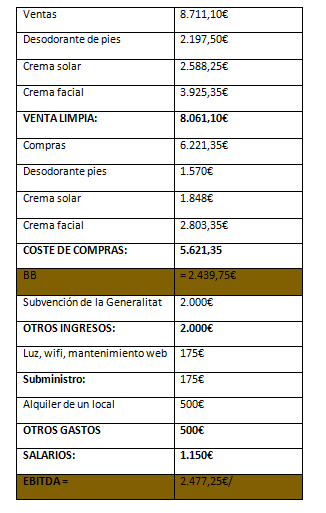 Ventas 8.711,10€
Desodorante de pies 2.197,50€
Crema solar 2.588,25€
Crema facial 3.925,35€
VENTA LIMPIA: 8.061,10€
Compras 6.221,35€
Desodorante pies 1.570€
Crema solar 1.848€
Crema facial 2.803,35€
COSTE DE COMPRAS: 5.621,35
BB = 2.439,75€
Subvención de la Generalitat 2.000€
OTROS INGRESOS: 2.000€
Luz, wifi, mantenimiento web 175€
Subministro: 175€
Alquiler de un local 500€
OTROS GASTOS 500€
SALARIOS: 1.150€
EBITDA = 2.477,25€/